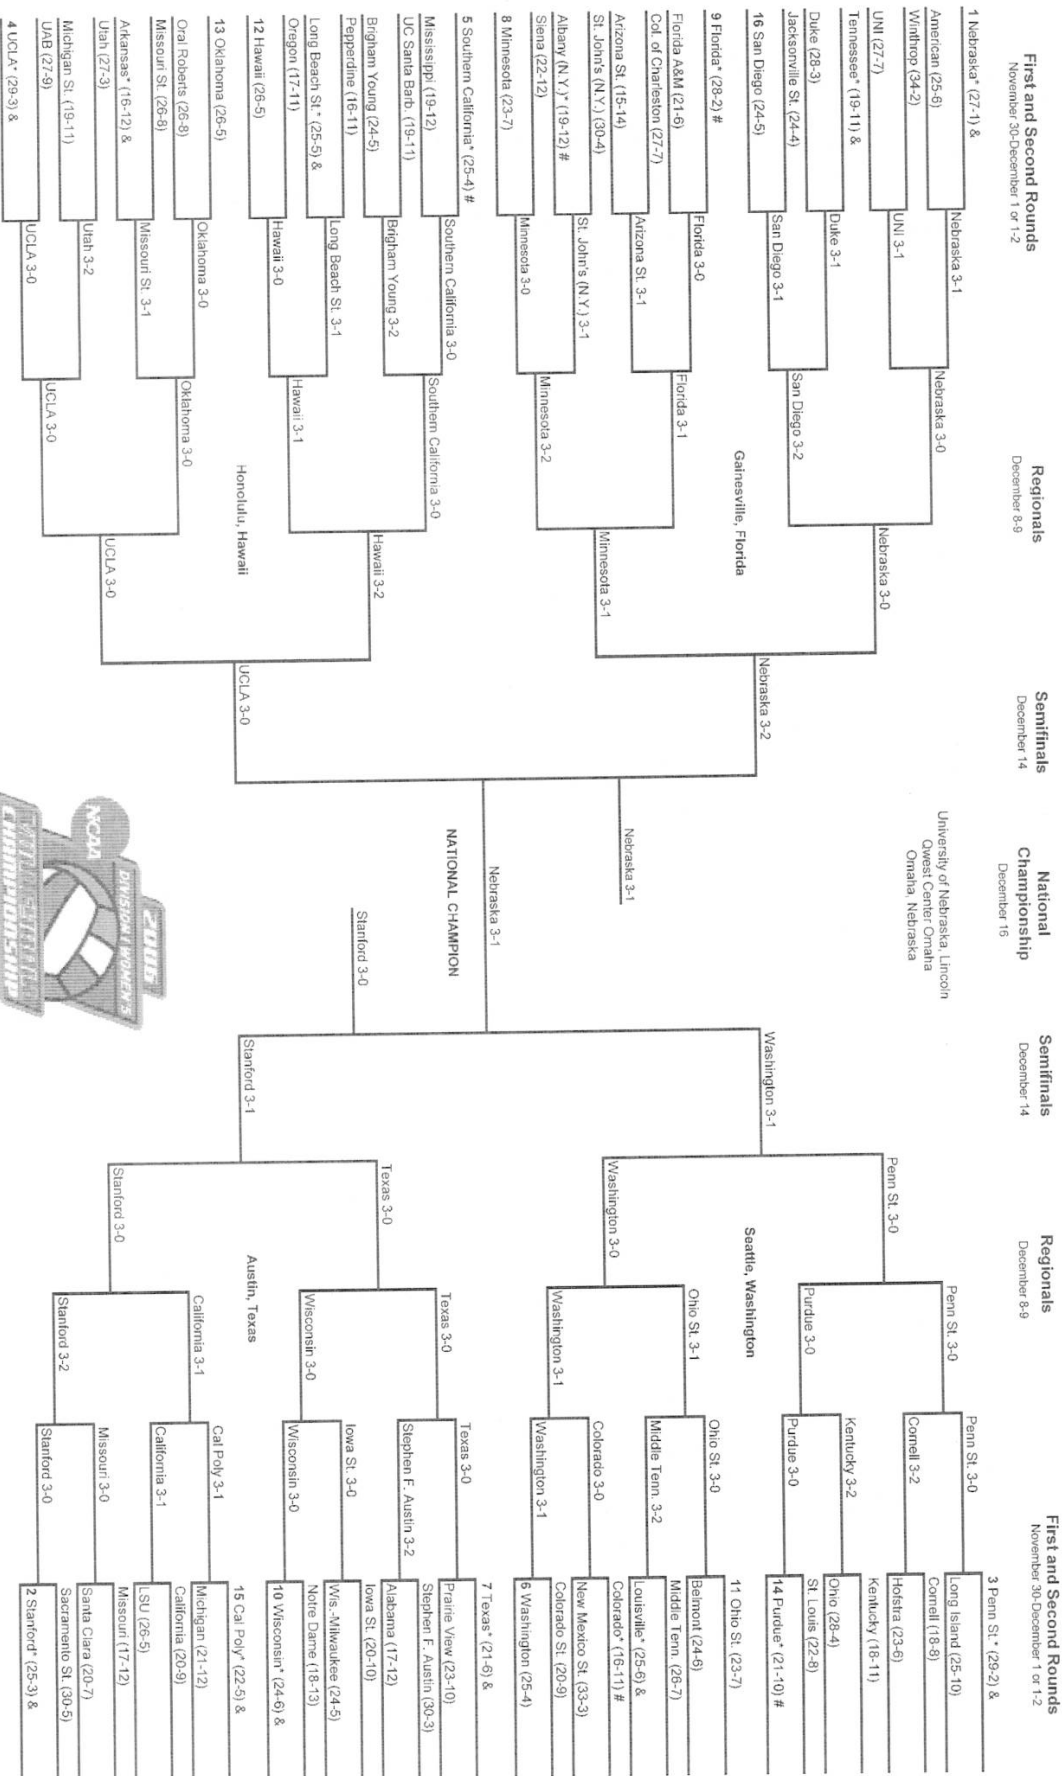 First and Second Rounds
November 30-December 1 or 1-2
Regionals
December 8-9
Semifinals
December 14
National
Championship
December 16
Semifinals
December 14
Regionals
December 8-9
First and Second Rounds
November 30-December 1 or 1-2
University of Nebraska, Lincoln
Qwest Center Omaha
Omaha, Nebraska
1 Nebraska* (27-1) &
American (25-6)
Winthrop (34-2)
UNI (27-7)
Tennessee* (19-11) &
Duke (28-3)
Jacksonville St. (24-4)
16 San Diego (24-5)
9 Florida* (28-2) #
Florida A&M (21-6)
Col. of Charleston (27-7)
Arizona St. (15-14)
St. John's (N.Y.) (30-4)
Albany (N.Y.)* (19-12) #
Siena (22-12)
8 Minnesota (23-7)
5 Southern California* (25-4) #
Mississippi (19-12)
UC Santa Barb. (19-11)
Brigham Young (24-5)
Pepperdine (16-11)
Long Beach St.* (25-5) &
Oregon (17-11)
12 Hawaii (26-5)
13 Oklahoma (26-5)
Oral Roberts (26-8)
Missouri St. (26-8)
Arkansas* (16-12) &
Utah (27-3)
Michigan St. (19-11)
UAB (27-9)
4 UCLA* (29-3) &
Nebraska 3-1
UNI 3-1
Duke 3-1
San Diego 3-1
Florida 3-0
Arizona St. 3-1
St. John's (N.Y.) 3-1
Minnesota 3-0
Southern California 3-0
Brigham Young 3-2
Long Beach St. 3-1
Hawaii 3-0
Oklahoma 3-0
Missouri St. 3-1
Utah 3-2
UCLA 3-0
Nebraska 3-0
San Diego 3-2
Florida 3-1
Minnesota 3-2
Southern California 3-0
Hawaii 3-1
Oklahoma 3-0
UCLA 3-0
Gainesville, Florida
Honolulu, Hawaii
Nebraska 3-0
Minnesota 3-1
Hawaii 3-2
UCLA 3-0
Nebraska 3-2
UCLA 3-0
Nebraska 3-1
Nebraska 3-1
NATIONAL CHAMPION
Stanford 3-0
NCAA
2006
DIVISION I WOMEN'S
VOLLEYBALL
CHAMPIONSHIP
Washington 3-1
Stanford 3-1
Penn St. 3-0
Washington 3-0
Texas 3-0
Stanford 3-0
Seattle, Washington
Austin, Texas
Penn St. 3-0
Purdue 3-0
Ohio St. 3-1
Washington 3-1
Texas 3-0
Wisconsin 3-0
California 3-1
Stanford 3-2
Penn St. 3-0
Cornell 3-2
Kentucky 3-2
Purdue 3-0
Ohio St. 3-0
Middle Tenn. 3-2
Colorado 3-0
Washington 3-1
Texas 3-0
Stephen F. Austin 3-2
Iowa St. 3-0
Wisconsin 3-0
Cal Poly 3-1
California 3-1
Missouri 3-0
Stanford 3-0
3 Penn St.* (29-2) &
Long Island (25-10)
Cornell (18-8)
Hofstra (23-6)
Kentucky (18-11)
Ohio (28-4)
St. Louis (22-8)
14 Purdue* (21-10) #
11 Ohio St. (23-7)
Belmont (24-6)
Middle Tenn. (26-7)
Louisville* (25-6) &
Colorado* (16-11) #
New Mexico St. (33-3)
Colorado St. (20-9)
6 Washington (25-4)
7 Texas* (21-6) &
Prairie View (23-10)
Stephen F. Austin (30-3)
Alabama (17-12)
Iowa St. (20-10)
Wis.-Milwaukee (24-5)
Notre Dame (18-13)
10 Wisconsin* (24-6) &
15 Cal Poly* (22-5) &
Michigan (21-12)
California (20-9)
LSU (26-5)
Missouri (17-12)
Santa Clara (20-7)
Sacramento St. (30-5)
2 Stanford* (25-3) &